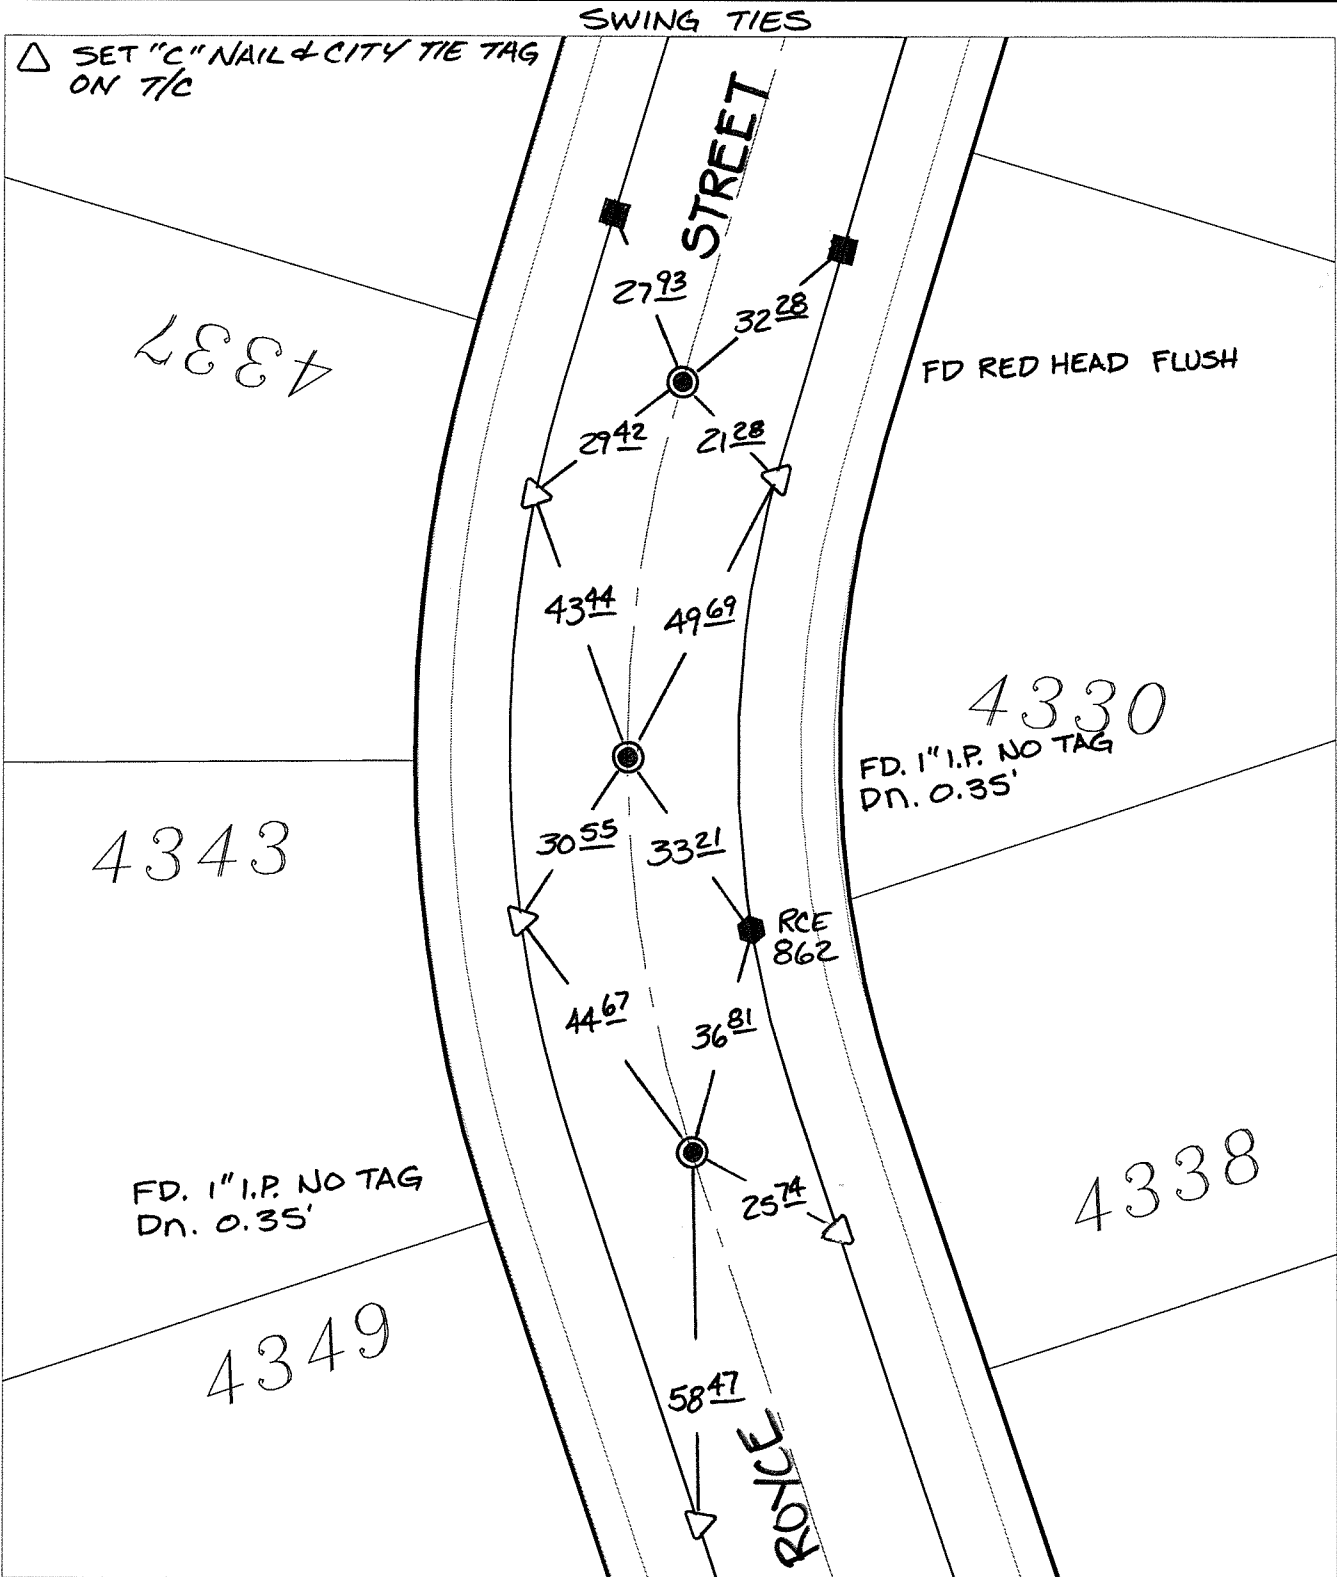 SWING TIES
△ SET "C" NAIL & CITY TIE TAG
ON T/C
STREET
27 93
32 28
4337
FD RED HEAD FLUSH
29 42
21 28
43 44
49 69
4330
FD. 1" I.P. NO TAG
Dn. 0.35'
4343
30 55
33 21
RCE
862
44 67
36 81
FD. 1" I.P. NO TAG
Dn. 0.35'
25 74
4338
4349
58 47
ROYCE